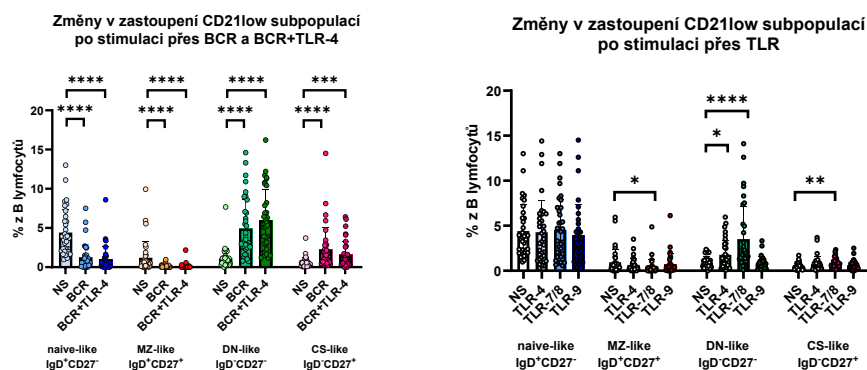 Změny v zastoupení CD21low subpopulací
po stimulaci přes BCR a BCR+TLR-4
% z B lymfocytů
20
15
10
5
0
**** **** **** ***
**** **** **** ****
NS BCR BCR+TLR-4 NS BCR BCR+TLR-4 NS BCR BCR+TLR-4 NS BCR BCR+TLR-4
naive-like MZ-like DN-like CS-like
IgD⁺CD27⁻ IgD⁺CD27⁺ IgD⁻CD27⁻ IgD⁻CD27⁺
Změny v zastoupení CD21low subpopulací
po stimulaci přes TLR
% z B lymfocytů
20
15
10
5
0
****
*
* **
NS TLR-4 TLR-7/8 TLR-9 NS TLR-4 TLR-7/8 TLR-9 NS TLR-4 TLR-7/8 TLR-9 NS TLR-4 TLR-7/8 TLR-9
naive-like MZ-like DN-like CS-like
IgD⁺CD27⁻ IgD⁺CD27⁺ IgD⁻CD27⁻ IgD⁻CD27⁺